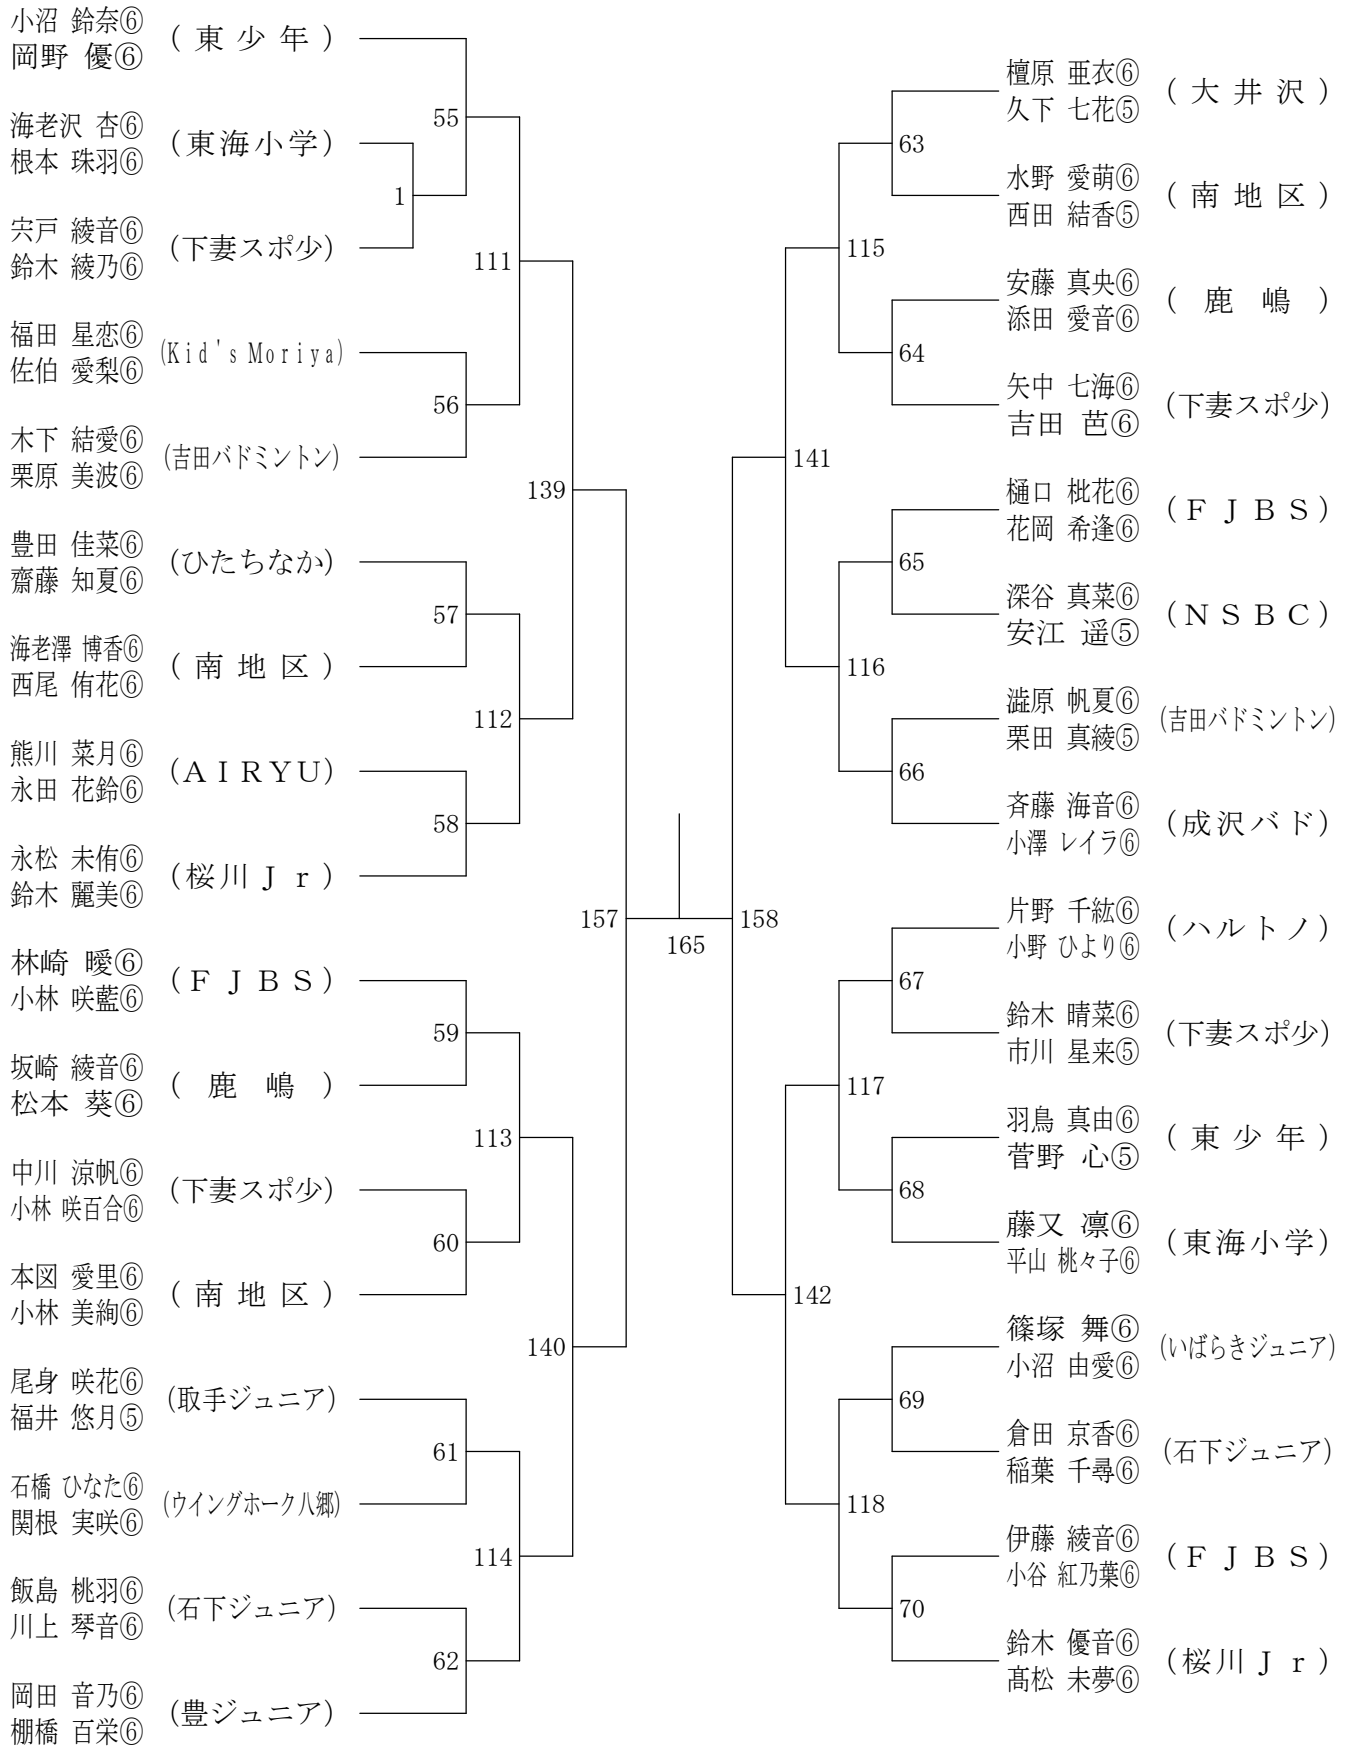 小沼 鈴奈⑥
岡野 優⑥
(東少年)
海老沢 杏⑥
根本 珠羽⑥
(東海小学)
宍戸 綾音⑥
鈴木 綾乃⑥
(下妻スポ少)
福田 星恋⑥
佐伯 愛梨⑥
(Kid's Moriya)
木下 結愛⑥
栗原 美波⑥
(吉田バドミントン)
豊田 佳菜⑥
齋藤 知夏⑥
(ひたちなか)
海老澤 博香⑥
西尾 侑花⑥
(南地区)
熊川 菜月⑥
永田 花鈴⑥
(AIRYU)
永松 未侑⑥
鈴木 麗美⑥
(桜川Jr)
林崎 曖⑥
小林 咲藍⑥
(FJBS)
坂崎 綾音⑥
松本 葵⑥
(鹿嶋)
中川 涼帆⑥
小林 咲百合⑥
(下妻スポ少)
本図 愛里⑥
小林 美絢⑥
(南地区)
尾身 咲花⑥
福井 悠月⑤
(取手ジュニア)
石橋 ひなた⑥
関根 実咲⑥
(ウイングホーク八郷)
飯島 桃羽⑥
川上 琴音⑥
(石下ジュニア)
岡田 音乃⑥
棚橋 百栄⑥
(豊ジュニア)
55
1
111
56
139
57
112
58
157
59
113
60
140
61
114
62
165
158
63
115
64
141
65
116
66
67
117
68
142
69
118
70
檀原 亜衣⑥
久下 七花⑤
(大井沢)
水野 愛萌⑥
西田 結香⑤
(南地区)
安藤 真央⑥
添田 愛音⑥
(鹿嶋)
矢中 七海⑥
吉田 芭⑥
(下妻スポ少)
樋口 枇花⑥
花岡 希逢⑥
(FJBS)
深谷 真菜⑥
安江 遥⑤
(NSBC)
澁原 帆夏⑥
栗田 真綾⑤
(吉田バドミントン)
斉藤 海音⑥
小澤 レイラ⑥
(成沢バド)
片野 千紘⑥
小野 ひより⑥
(ハルトノ)
鈴木 晴菜⑥
市川 星来⑤
(下妻スポ少)
羽鳥 真由⑥
菅野 心⑤
(東少年)
藤又 凛⑥
平山 桃々子⑥
(東海小学)
篠塚 舞⑥
小沼 由愛⑥
(いばらきジュニア)
倉田 京香⑥
稲葉 千尋⑥
(石下ジュニア)
伊藤 綾音⑥
小谷 紅乃葉⑥
(FJBS)
鈴木 優音⑥
髙松 未夢⑥
(桜川Jr)